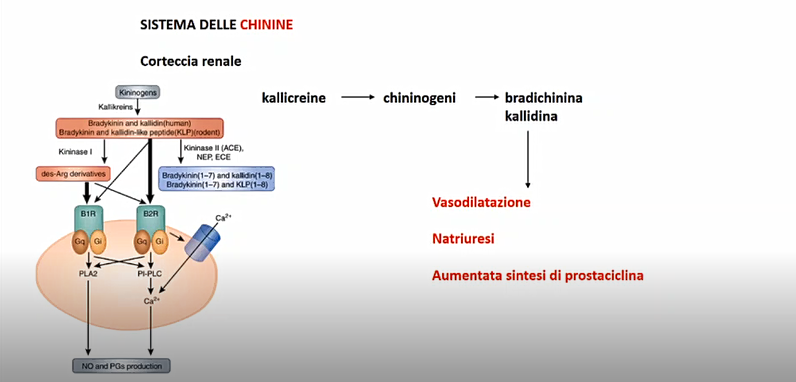 SISTEMA DELLE CHININE
Corteccia renale
kallicreine
chininogeni
bradichinina
kallidina
Vasodilatazione
Natriuresi
Aumentata sintesi di prostaciclina
Kininogens
Kallikreins
Bradykinin and kallidin(human)
Bradykinin and kallidin-like peptide(KLP)(rodent)
Kininase I
Kininase II (ACE),
NEP, ECE
des-Arg derivatives
Bradykinin(1–7) and kallidin(1–8)
Bradykinin(1–7) and KLP(1–8)
B1R
B2R
Ca2+
Gq
Gi
Gq
Gi
PLA2
PI-PLC
Ca2+
NO and PGs production